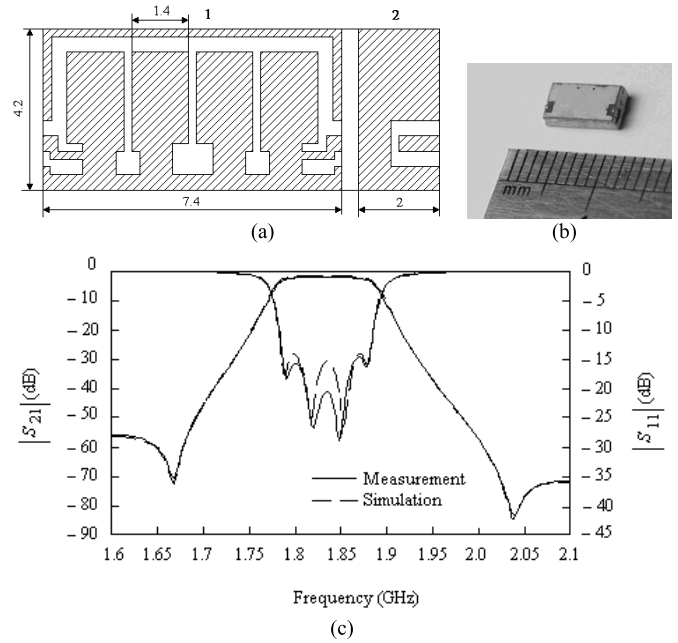 1.4
1
2
4.2
7.4
2
(a)
mm
(b)
0
– 10
– 20
– 30
– 40
– 50
– 60
– 70
– 80
– 90
|S21| (dB)
Measurement
Simulation
0
– 5
– 10
– 15
– 20
– 25
– 30
– 35
– 40
– 45
|S11| (dB)
1.6 1.7 1.75 1.8 1.85 1.9 1.95 2.0 2.05 2.1
Frequency (GHz)
(c)